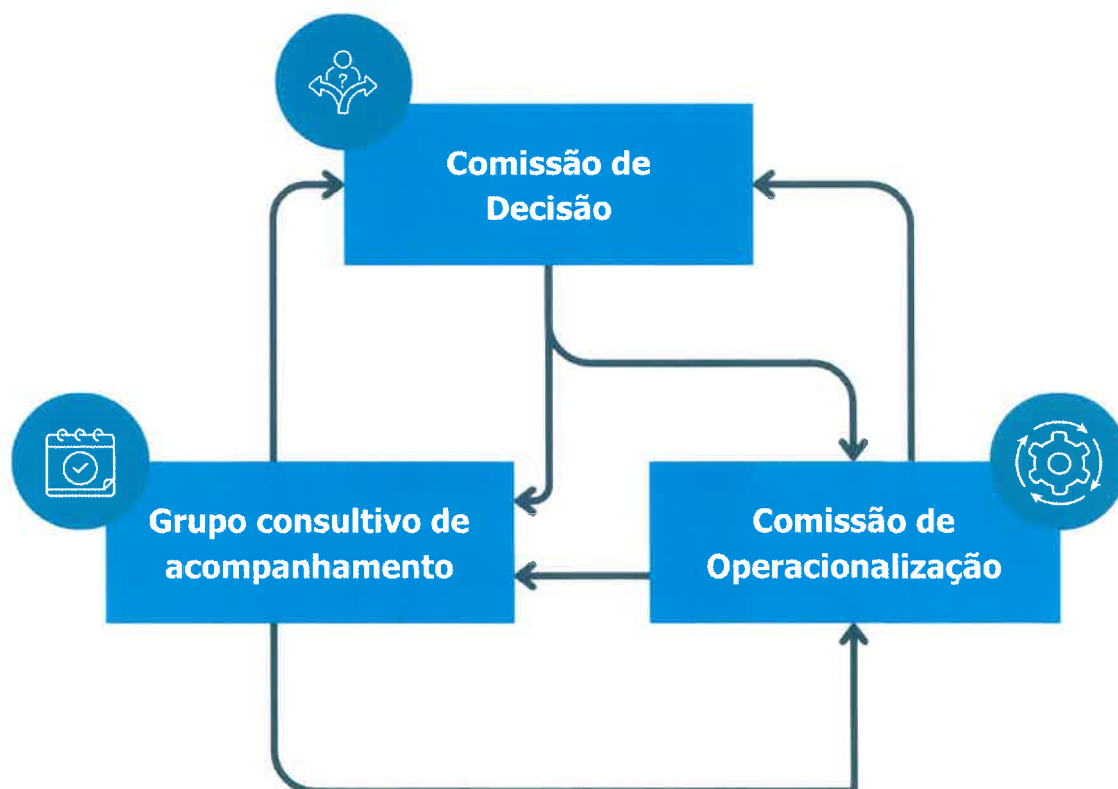 ?
Comissão de
Decisão
Grupo consultivo de
acompanhamento
Comissão de
Operacionalização